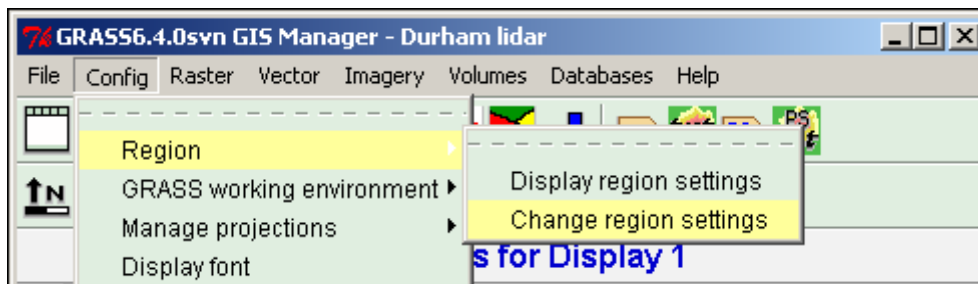 GRASS6.4.0svn GIS Manager - Durham lidar
File Config Raster Vector Imagery Volumes Databases Help
Region
GRASS working environment
Manage projections
Display font
Display region settings
Change region settings
s for Display 1
N
PS
t